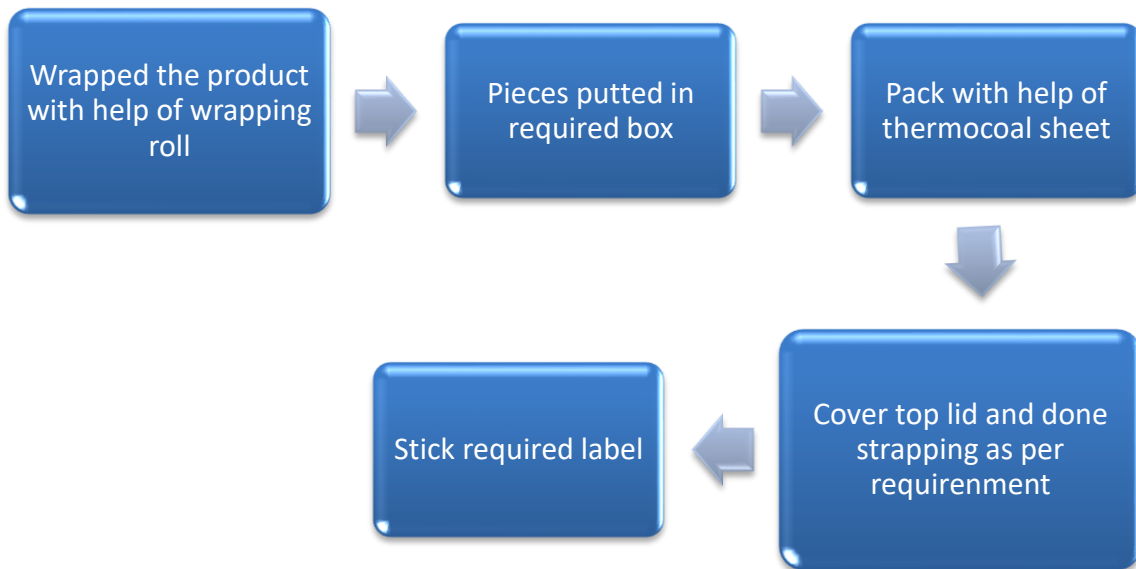 Wrapped the product
with help of wrapping
roll
Pieces putted in
required box
Pack with help of
thermocoal sheet
Cover top lid and done
strapping as per
requirenment
Stick required label